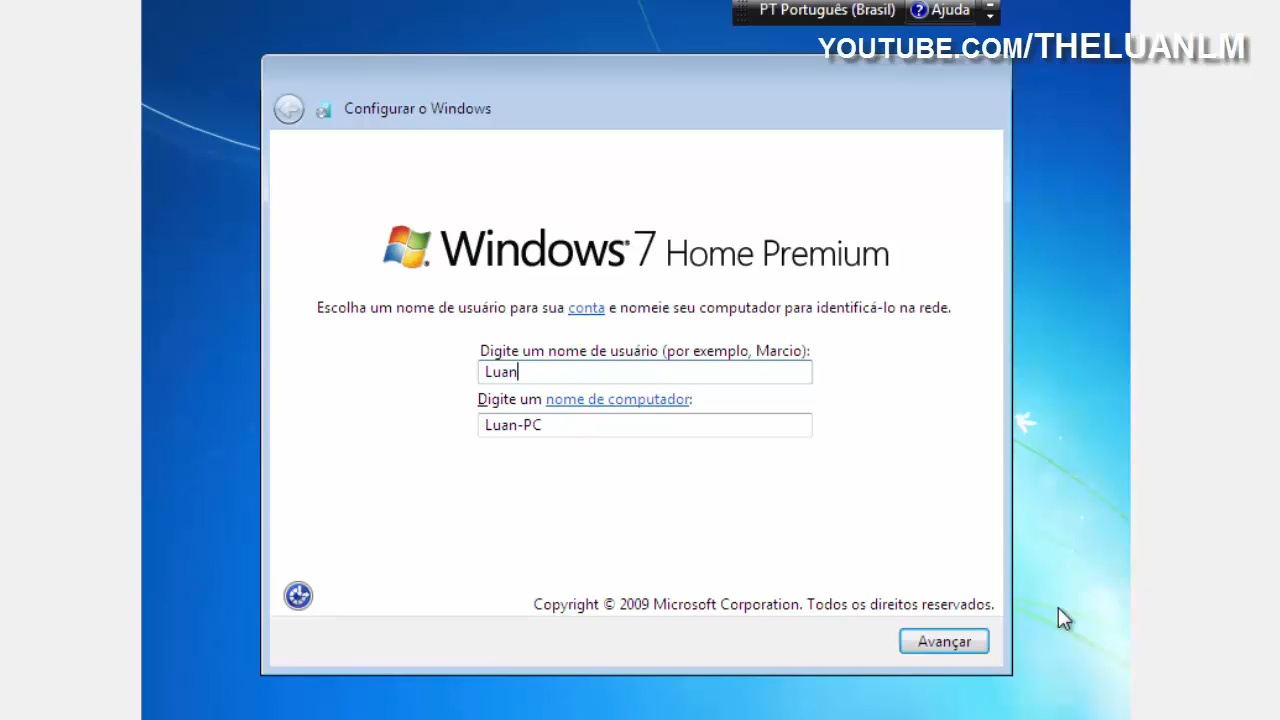 PT Português (Brasil) Ajuda
YOUTUBE.COM/THELUANLM
Configurar o Windows
Windows 7 Home Premium
Escolha um nome de usuário para sua conta e nomeie seu computador para identificá-lo na rede.
Digite um nome de usuário (por exemplo, Marcio):
Luan
Digite um nome de computador:
Luan-PC
Copyright © 2009 Microsoft Corporation. Todos os direitos reservados.
Avançar